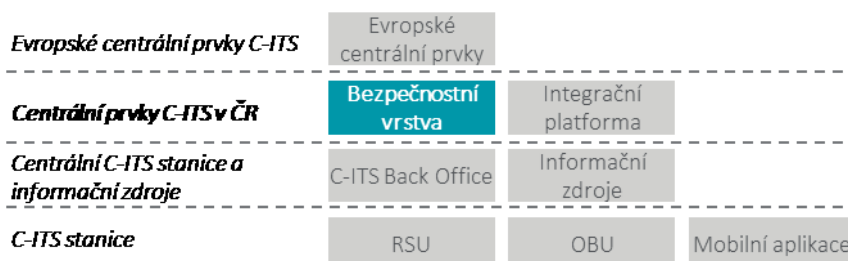 Evropské centrální prvky C-ITS
Evropské
centrální prvky
Centrální prvky C-ITS v ČR
Bezpečnostní
vrstva
Integrační
platforma
Centrální C-ITS stanice a
informační zdroje
C-ITS Back Office
Informační
zdroje
C-ITS stanice
RSU
OBU
Mobilní aplikace